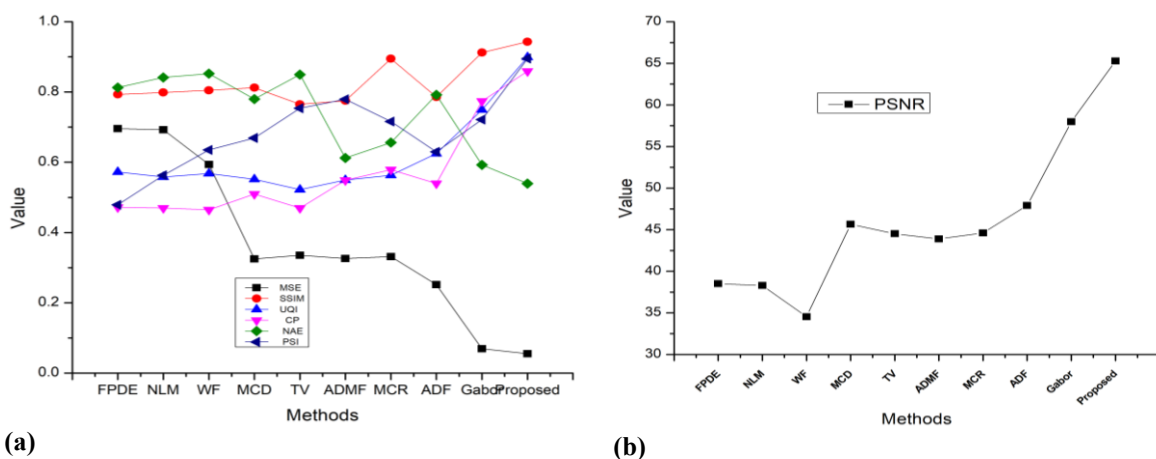 1.0
0.8
0.6
0.4
0.2
0.0
Value
MSE
SSIM
UQI
CP
NAE
PSI
FPDE NLM WF MCD TV ADMF MCR ADF Gabor Proposed
Methods
(a)
70
65
60
55
50
45
40
35
30
Value
PSNR
FPDE NLM WF MCD TV ADMF MCR ADF Gabor Proposed
Methods
(b)